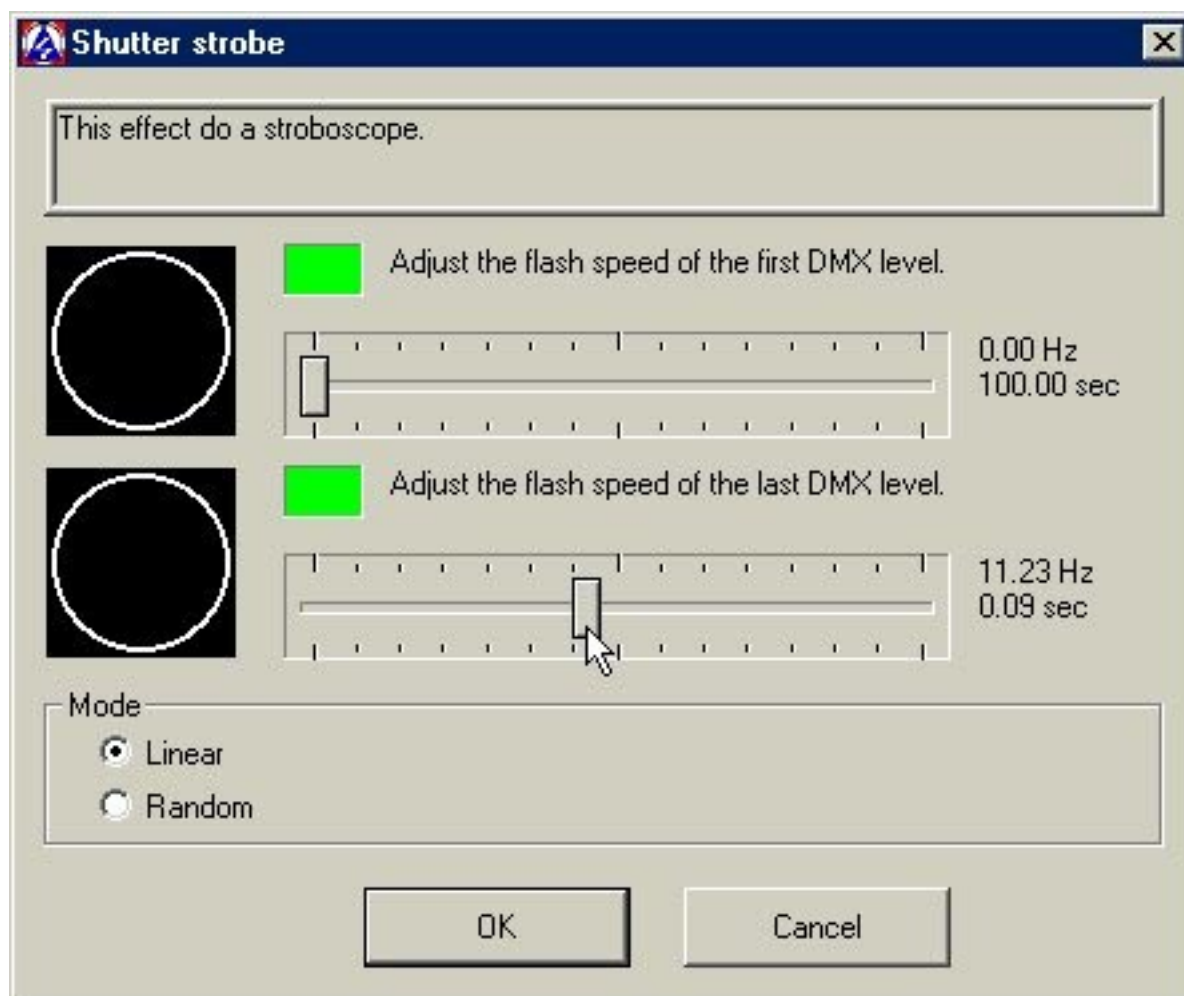 Shutter strobe
This effect do a stroboscope.
Adjust the flash speed of the first DMX level.
0.00 Hz
100.00 sec
Adjust the flash speed of the last DMX level.
11.23 Hz
0.09 sec
Mode
Linear
Random
OK
Cancel